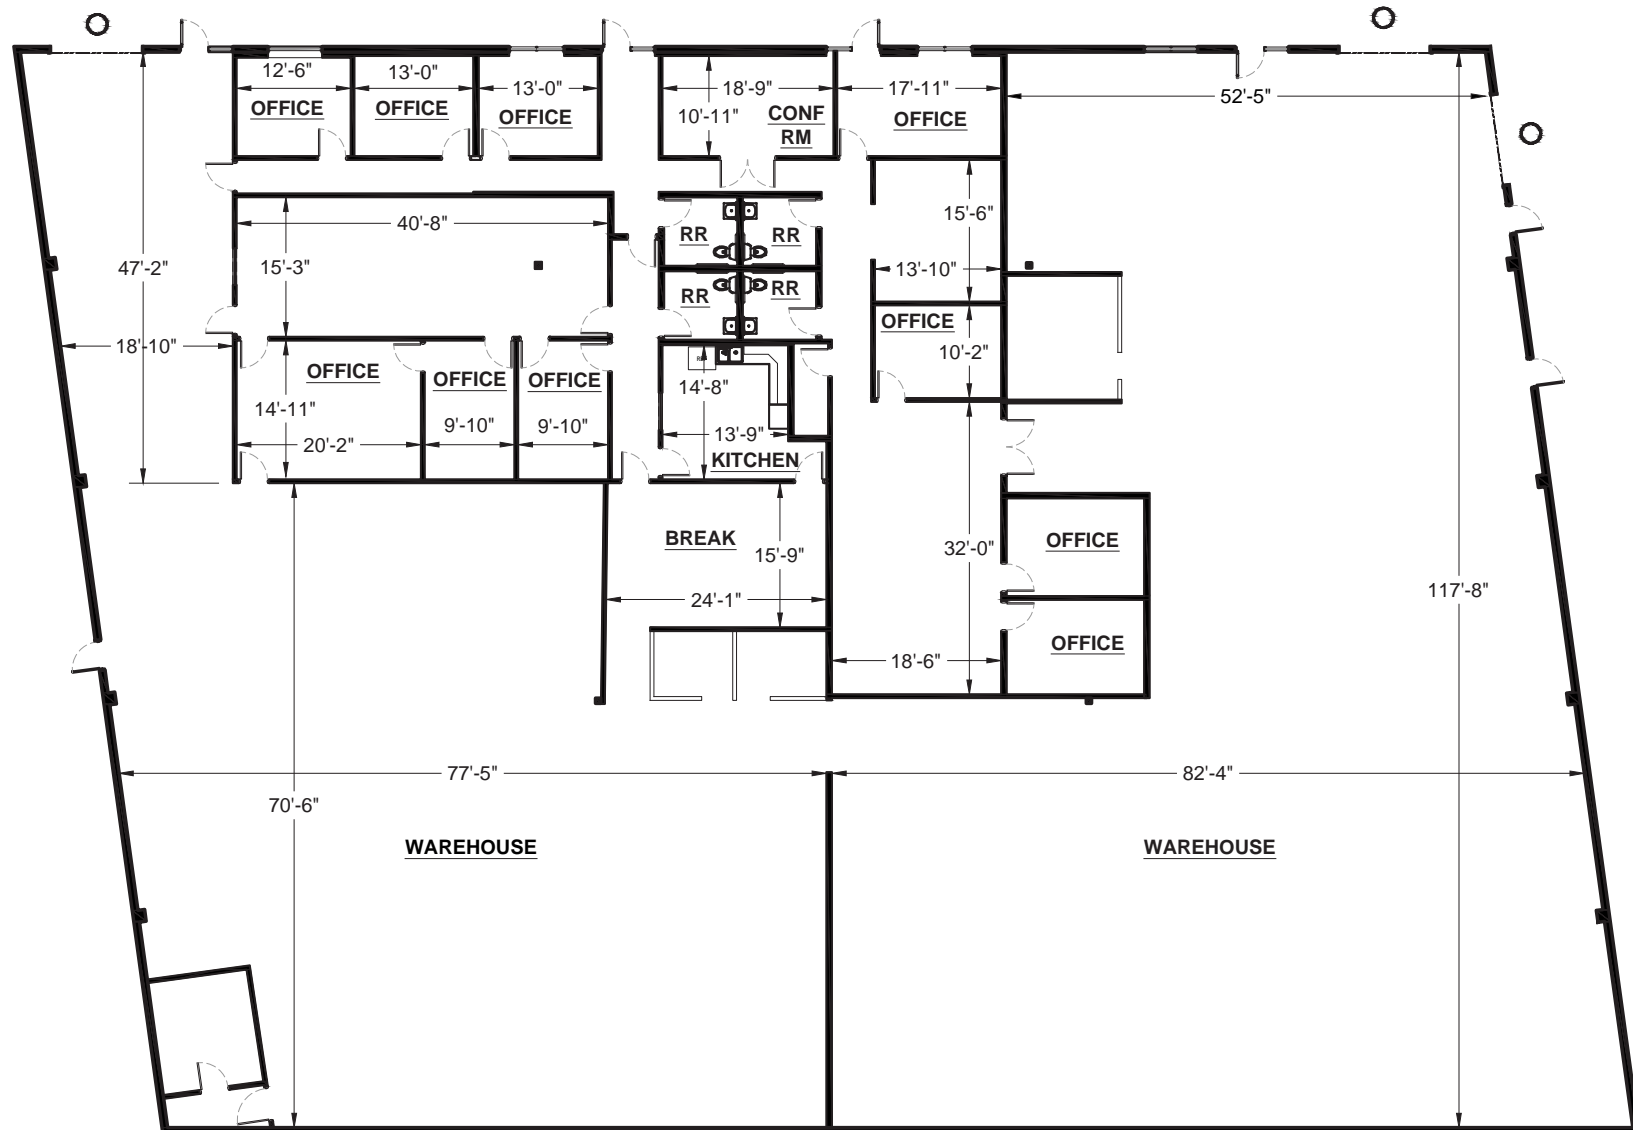 12'-6"
13'-0"
13'-0"
18'-9"
17'-11"
52'-5"
OFFICE
OFFICE
OFFICE
10'-11"
CONF
RM
OFFICE
40'-8"
15'-6"
RR
RR
47'-2"
15'-3"
13'-10"
RR
RR
OFFICE
18'-10"
10'-2"
OFFICE
OFFICE
OFFICE
14'-8"
14'-11"
9'-10"
9'-10"
20'-2"
13'-9"
KITCHEN
BREAK
15'-9"
32'-0"
OFFICE
24'-1"
117'-8"
OFFICE
18'-6"
77'-5"
82'-4"
70'-6"
WAREHOUSE
WAREHOUSE